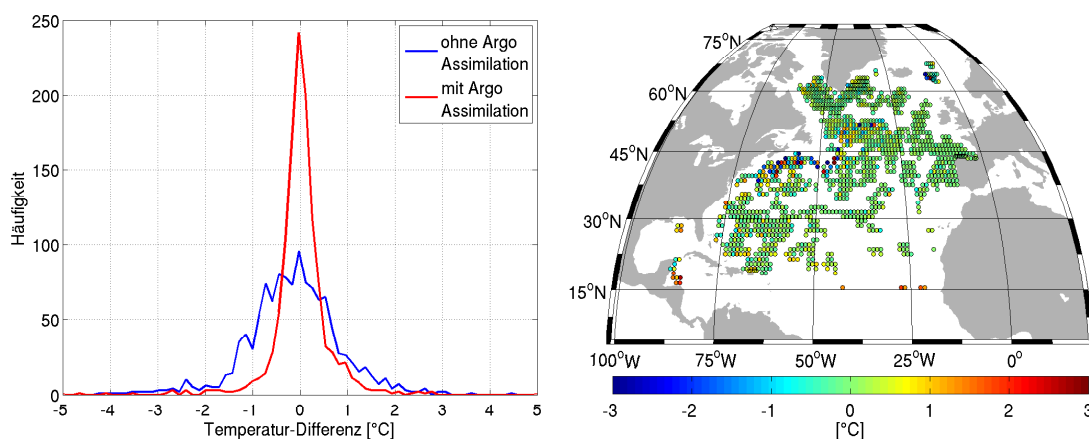 250
200
150
100
50
0
Häufigkeit
ohne Argo
Assimilation
mit Argo
Assimilation
-5 -4 -3 -2 -1 0 1 2 3 4 5
Temperatur-Differenz [°C]
75°N
60°N
45°N
30°N
15°N
100°W 75°W 50°W 25°W 0°
-3 -2 -1 0 1 2 3
[°C]